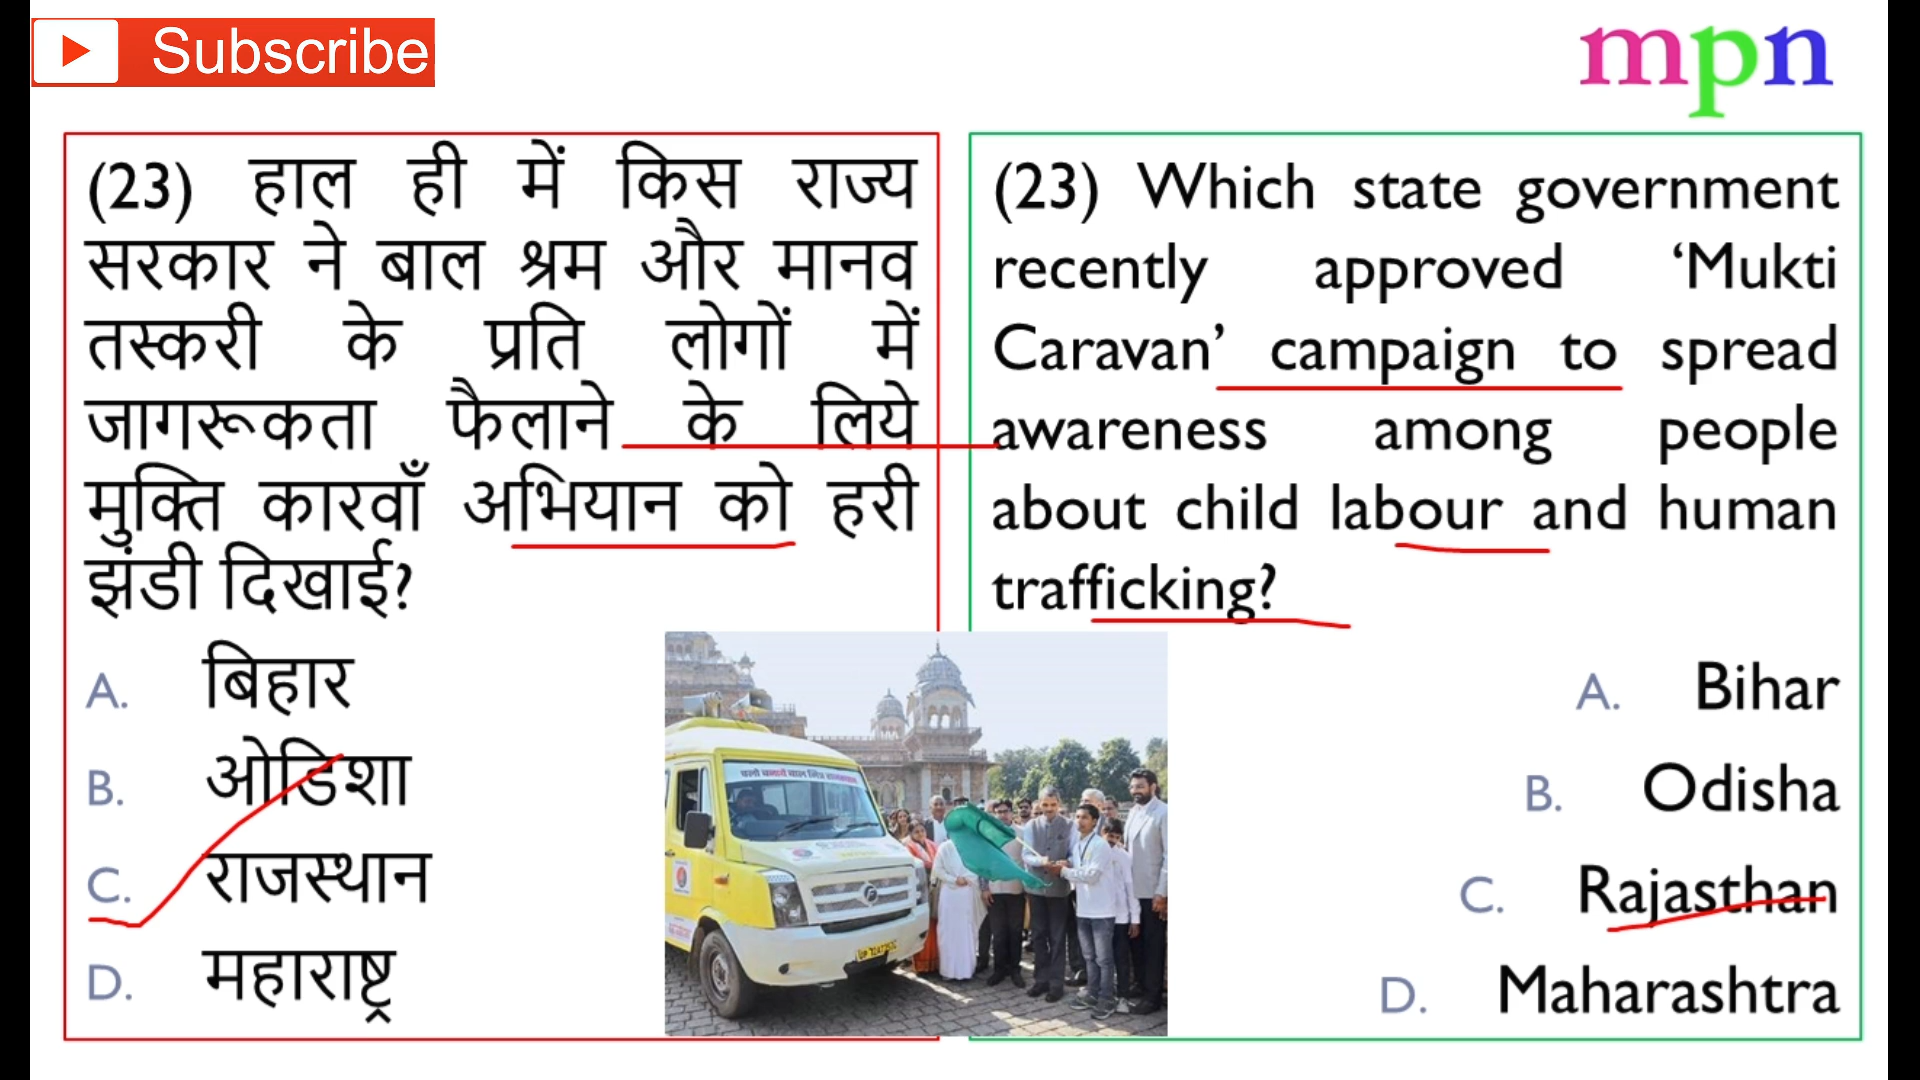 Subscribe
mpn
(23) हाल ही में किस राज्य
सरकार ने बाल श्रम और मानव
तस्करी के प्रति लोगों में
जागरूकता फैलाने के लिये
मुक्ति कारवाँ अभियान को हरी
झंडी दिखाई?
A. बिहार
B. ओडिशा
C. राजस्थान
D. महाराष्ट्र
(23) Which state government
recently approved ‘Mukti
Caravan’ campaign to spread
awareness among people
about child labour and human
trafficking?
A. Bihar
B. Odisha
C. Rajasthan
D. Maharashtra